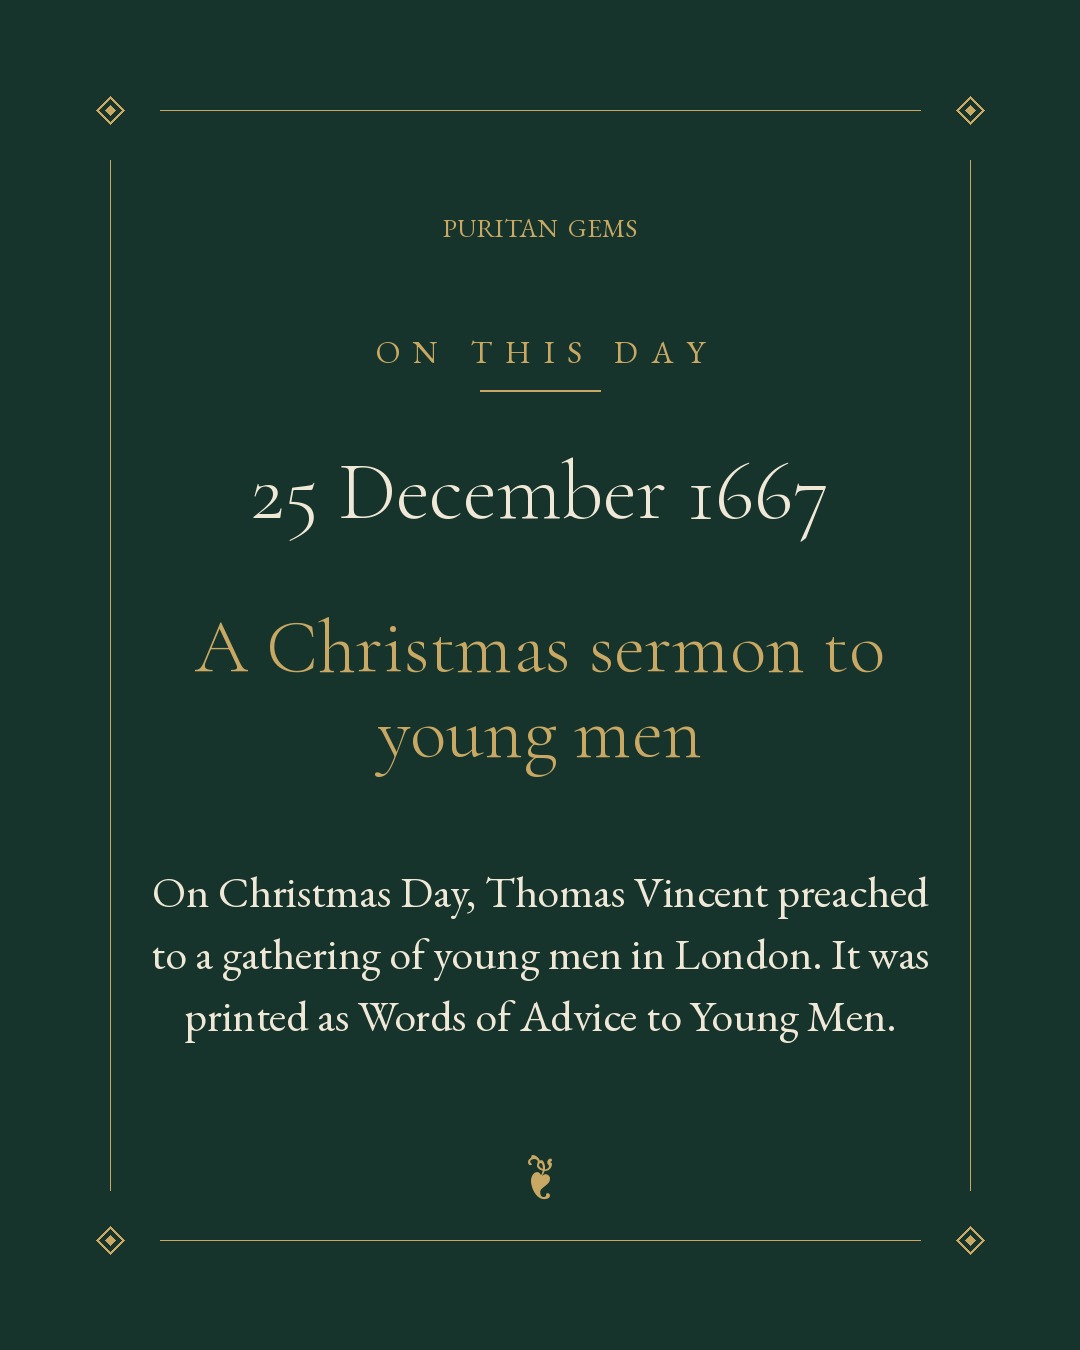 PURITAN GEMS
ON THIS DAY
25 December 1667
A Christmas sermon to
young men
On Christmas Day, Thomas Vincent preached
to a gathering of young men in London. It was
printed as Words of Advice to Young Men.